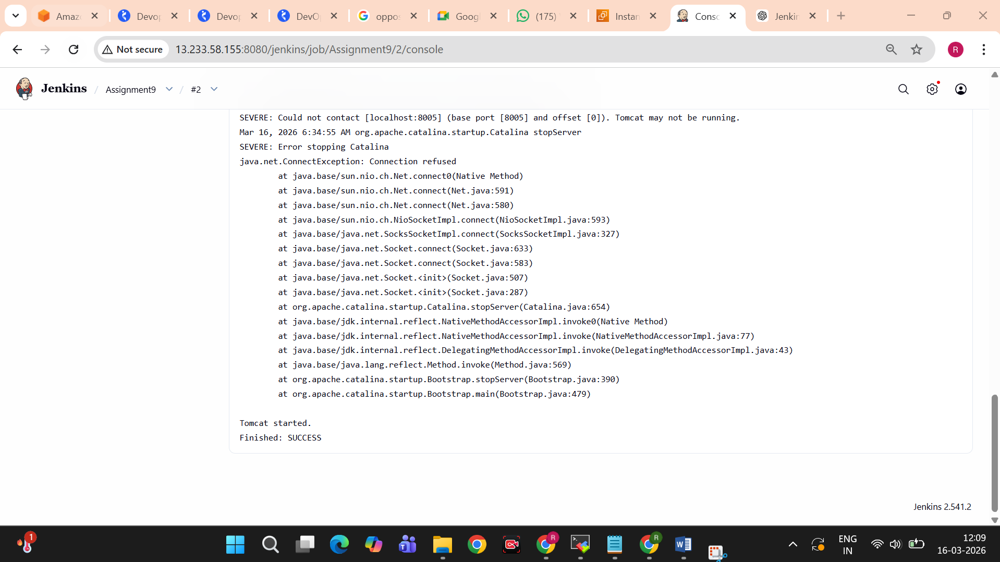 Amaz
Devop
Devop
DevO
oppos
Googl
(175)
Instan
Conso
Jenkin
Not secure
13.233.58.155:8080/jenkins/job/Assignment9/2/console
R
Jenkins / Assignment9 / #2
SEVERE: Could not contact [localhost:8005] (base port [8005] and offset [0]). Tomcat may not be running.
Mar 16, 2026 6:34:55 AM org.apache.catalina.startup.Catalina stopServer
SEVERE: Error stopping Catalina
java.net.ConnectException: Connection refused
at java.base/sun.nio.ch.Net.connect0(Native Method)
at java.base/sun.nio.ch.Net.connect(Net.java:591)
at java.base/sun.nio.ch.Net.connect(Net.java:580)
at java.base/sun.nio.ch.NioSocketImpl.connect(NioSocketImpl.java:593)
at java.base/java.net.SocksSocketImpl.connect(SocksSocketImpl.java:327)
at java.base/java.net.Socket.connect(Socket.java:633)
at java.base/java.net.Socket.connect(Socket.java:583)
at java.base/java.net.Socket.<init>(Socket.java:507)
at java.base/java.net.Socket.<init>(Socket.java:287)
at org.apache.catalina.startup.Catalina.stopServer(Catalina.java:654)
at java.base/jdk.internal.reflect.NativeMethodAccessorImpl.invoke0(Native Method)
at java.base/jdk.internal.reflect.NativeMethodAccessorImpl.invoke(NativeMethodAccessorImpl.java:77)
at java.base/jdk.internal.reflect.DelegatingMethodAccessorImpl.invoke(DelegatingMethodAccessorImpl.java:43)
at java.base/java.lang.reflect.Method.invoke(Method.java:569)
at org.apache.catalina.startup.Bootstrap.stopServer(Bootstrap.java:390)
at org.apache.catalina.startup.Bootstrap.main(Bootstrap.java:479)
Tomcat started.
Finished: SUCCESS
Jenkins 2.541.2
1
R
R
ENG
IN
12:09
16-03-2026